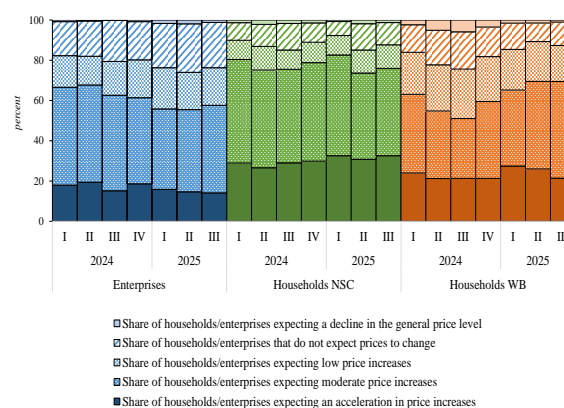 100
80
60
40
20
0
percent
I II III IV I II III I II III IV I II III I II III IV I II II
2024 2025 2024 2025 2024 2025
Enterprises Households NSC Households WB
Share of households/enterprises expecting a decline in the general price level
Share of households/enterprises that do not expect prices to change
Share of households/enterprises expecting low price increases
Share of households/enterprises expecting moderate price increases
Share of households/enterprises expecting an acceleration in price increases